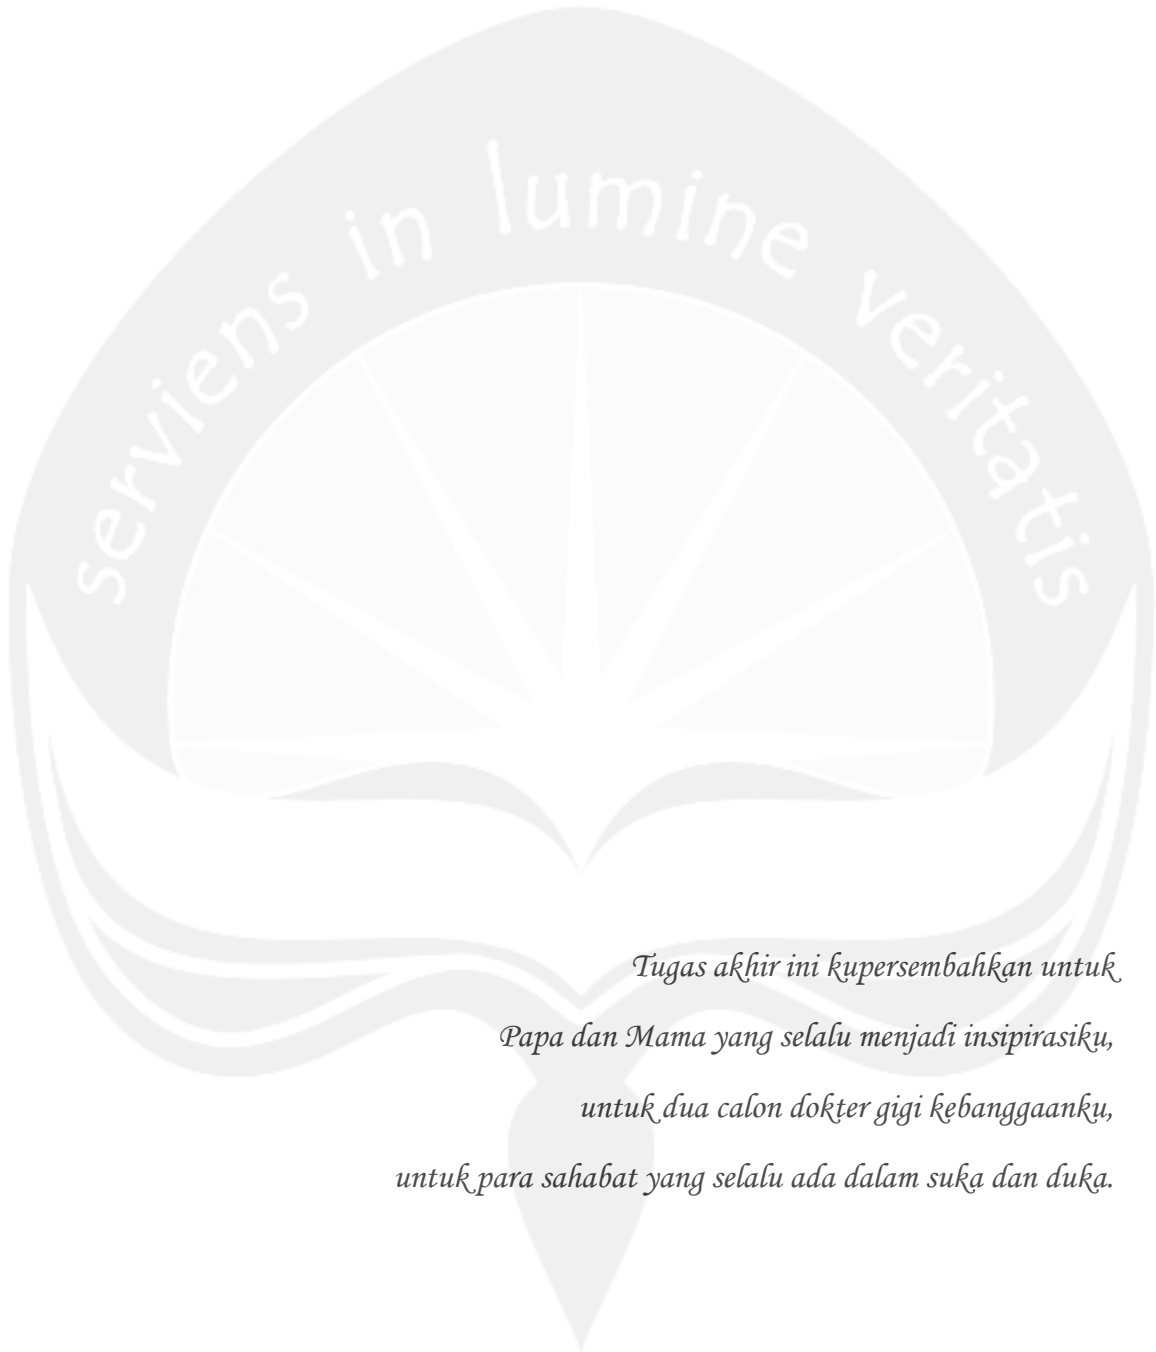 serviens in lumine veritatis
Tugas akhir ini kupersembahkan untuk
Papa dan Mama yang selalu menjadi insipirasiku,
untuk dua calon dokter gigi kebanggaanku,
untuk para sahabat yang selalu ada dalam suka dan duka.